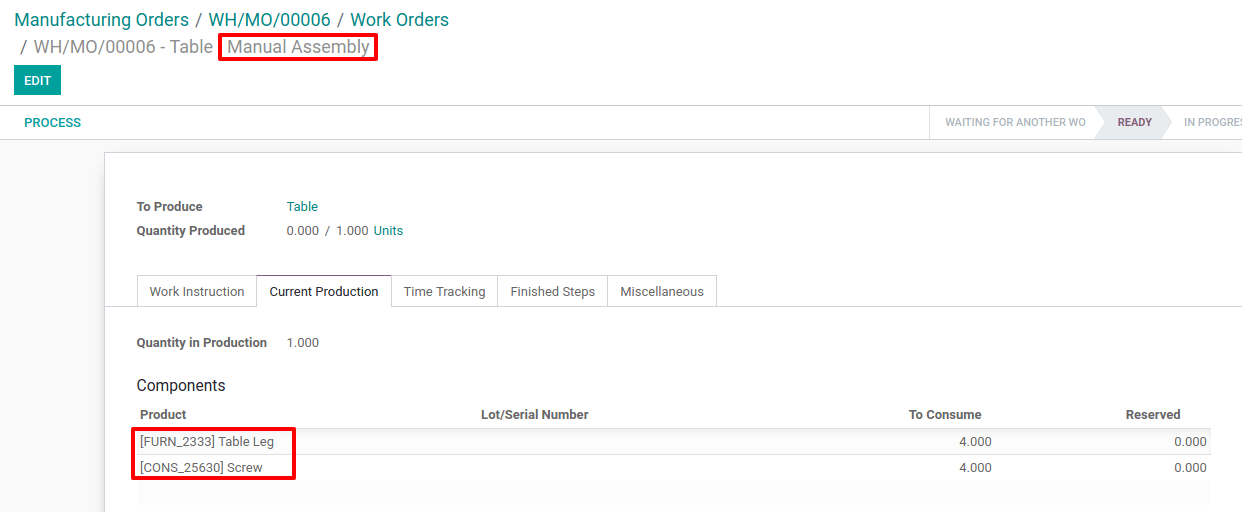 Manufacturing Orders / WH/MO/00006 / Work Orders
/ WH/MO/00006 - Table Manual Assembly
EDIT
PROCESS WAITING FOR ANOTHER WO READY IN PROGRES
To Produce Table
Quantity Produced 0.000 / 1.000 Units
Work Instruction Current Production Time Tracking Finished Steps Miscellaneous
Quantity in Production 1.000
Components
Product Lot/Serial Number To Consume Reserved
[FURN_2333] Table Leg 4.000 0.000
[CONS_25630] Screw 4.000 0.000